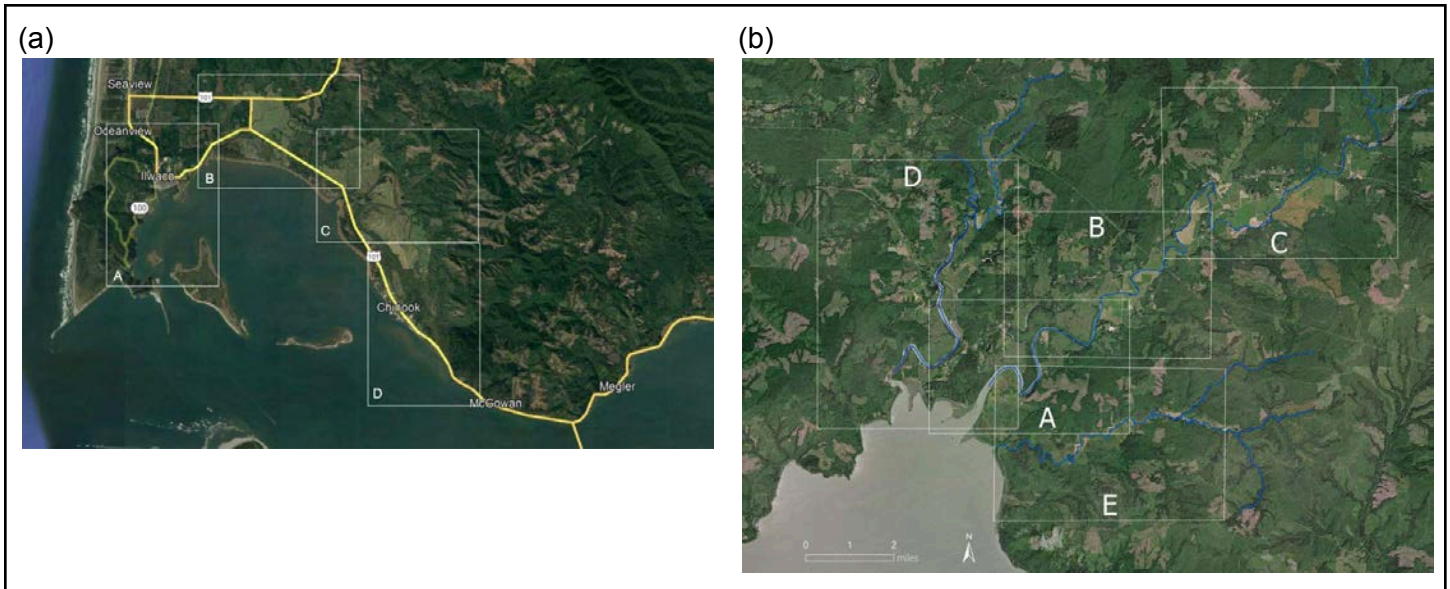 (a)
Seaview
101
Oceanview
Ilwaco
B
100
C
A
101
Chinook
D
McGowan
Megler
(b)
D
B
C
A
E
0 1 2
miles
N